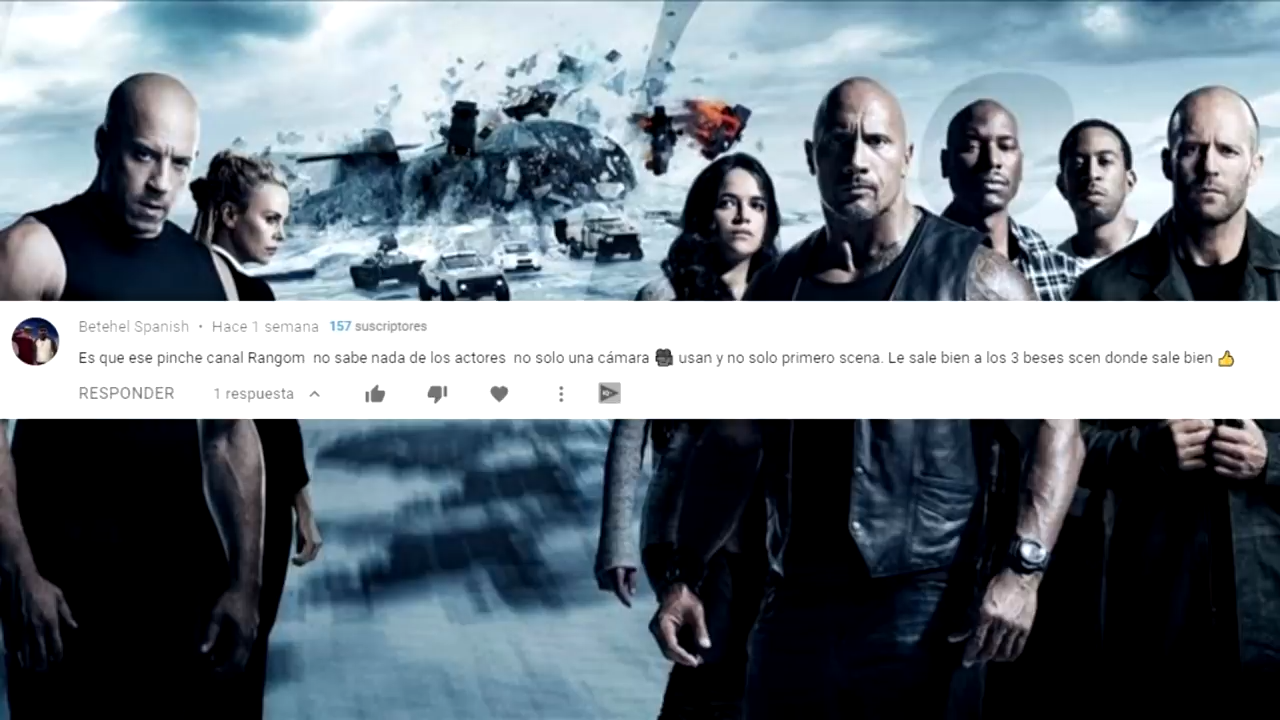 Betehel Spanish • Hace 1 semana 157 suscriptores
Es que ese pinche canal Rangom no sabe nada de los actores no solo una cámara 🎥 usan y no solo primero scena. Le sale bien a los 3 beses scen donde sale bien 👍
RESPONDER 1 respuesta